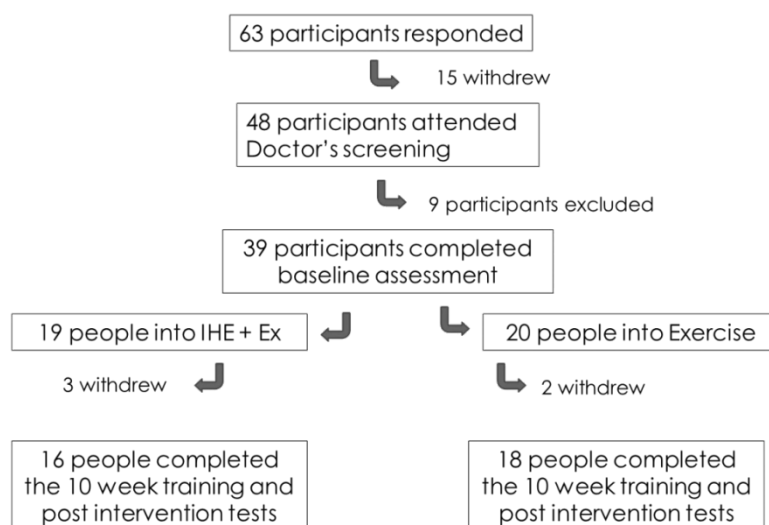 63 participants responded
15 withdrew
48 participants attended
Doctor's screening
9 participants excluded
39 participants completed
baseline assessment
19 people into IHE + Ex
20 people into Exercise
3 withdrew
2 withdrew
16 people completed
the 10 week training and
post intervention tests
18 people completed
the 10 week training and
post intervention tests